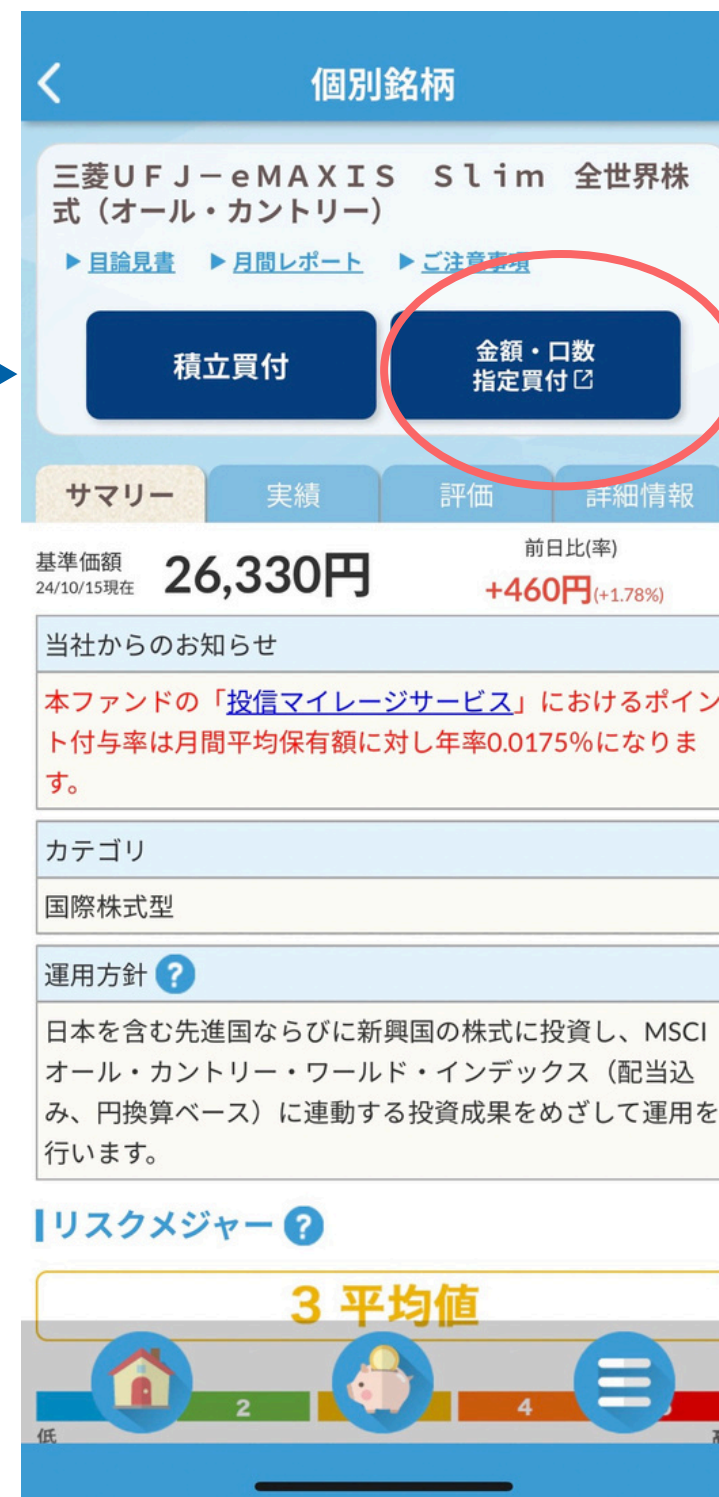 個別銘柄
三菱ＵＦＪ－ｅＭＡＸＩＳ　Ｓｌｉｍ　全世界株
式（オール・カントリー）
▶ 目論見書 ▶ 月間レポート ▶ ご注意事項
積立買付
金額・口数
指定買付
サマリー 実績 評価 詳細情報
基準価額
24/10/15現在
26,330円
前日比(率)
+460円(+1.78%)
当社からのお知らせ
本ファンドの「投信マイレージサービス」におけるポイン
ト付与率は月間平均保有額に対し年率0.0175%になりま
す。
カテゴリ
国際株式型
運用方針 ?
日本を含む先進国ならびに新興国の株式に投資し、MSCI
オール・カントリー・ワールド・インデックス（配当込
み、円換算ベース）に連動する投資成果をめざして運用を
行います。
リスクメジャー ?
3 平均値
2 4
低